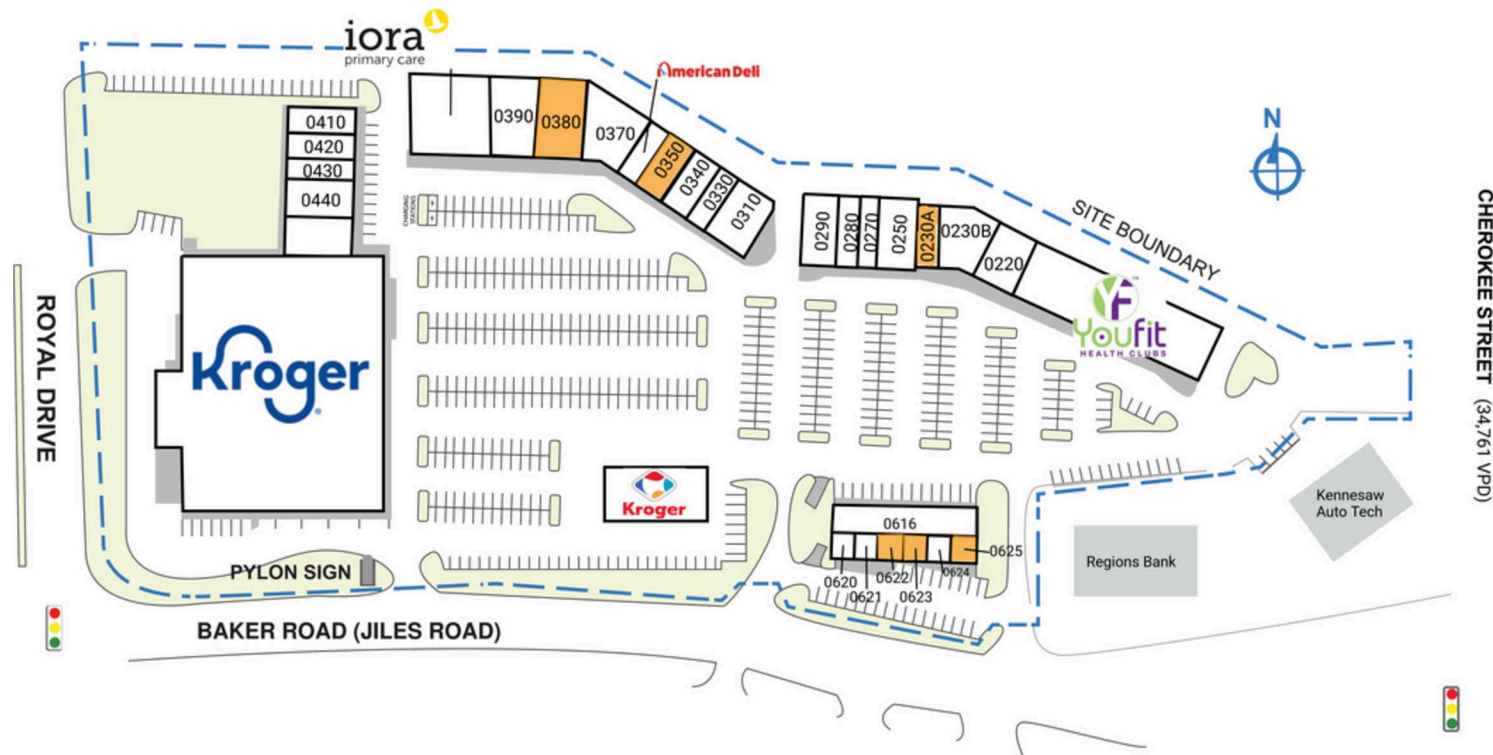 iora
primary care
American Deli
0390
0380
0370
0350
0340
0330
0310
0410
0420
0430
0440
CHARGING
STATIONS
N
0290
0280
0270
0250
0230A
0230B
0220
SITE BOUNDARY
YF
Youfit
HEALTH CLUBS
™
CHEROKEE STREET (34,761 VPD)
ROYAL DRIVE
Kroger
®
Kroger
0616
0620
0621
0622
0623
0624
0625
Kennesaw
Auto Tech
Regions Bank
PYLON SIGN
BAKER ROAD (JILES ROAD)